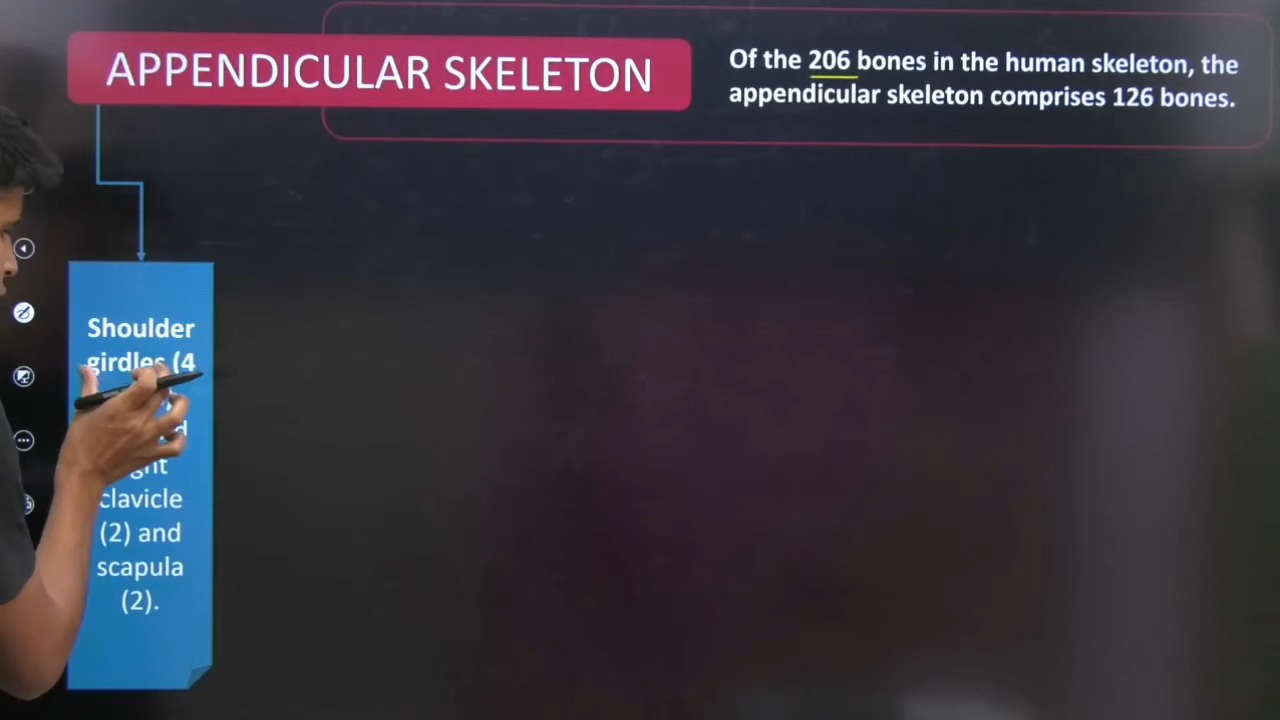 APPENDICULAR SKELETON
Of the 206 bones in the human skeleton, the
appendicular skeleton comprises 126 bones.
Shoulder
girdles (4
clavicle
(2) and
scapula
(2).